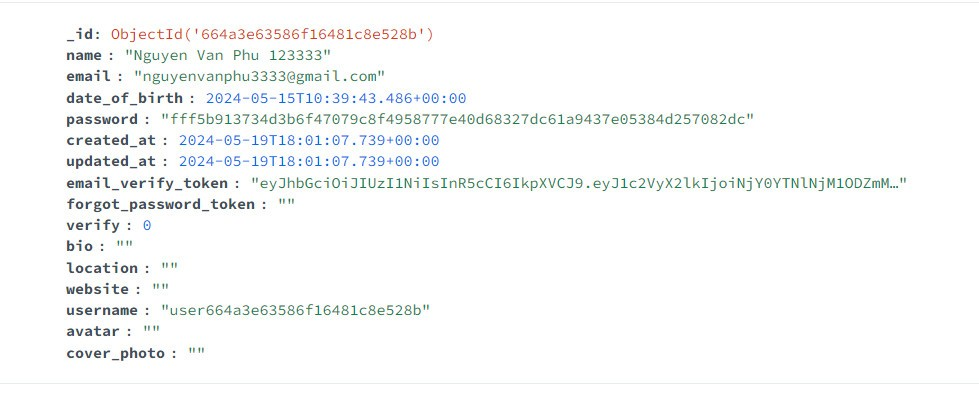 _id: ObjectId('664a3e63586f16481c8e528b')
name : "Nguyen Van Phu 123333"
email : "nguyenvanphu3333@gmail.com"
date_of_birth : 2024-05-15T10:39:43.486+00:00
password : "fff5b913734d3b6f47079c8f4958777e40d68327dc61a9437e05384d257082dc"
created_at : 2024-05-19T18:01:07.739+00:00
updated_at : 2024-05-19T18:01:07.739+00:00
email_verify_token : "eyJhbGciOiJIUzI1NiIsInR5cCI6IkpXVCJ9.eyJ1c2VyX2lkIjoiNjY0YTNlNjM1ODZmM…"
forgot_password_token : ""
verify : 0
bio : ""
location : ""
website : ""
username : "user664a3e63586f16481c8e528b"
avatar : ""
cover_photo : ""